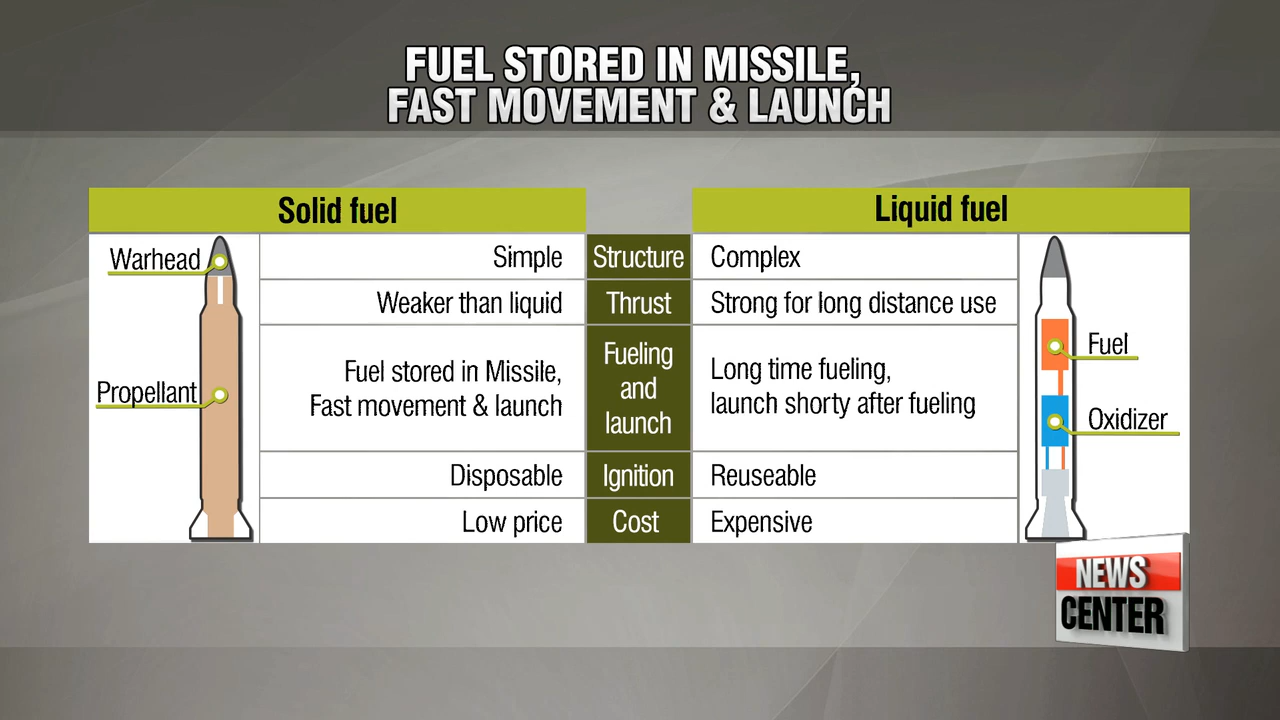 FUEL STORED IN MISSILE,
FAST MOVEMENT & LAUNCH
Solid fuel
Liquid fuel
Warhead
Propellant
Simple
Structure
Complex
Weaker than liquid
Thrust
Strong for long distance use
Fuel stored in Missile,
Fast movement & launch
Fueling
and
launch
Long time fueling,
launch shorty after fueling
Disposable
Ignition
Reuseable
Low price
Cost
Expensive
Fuel
Oxidizer
NEWS
CENTER